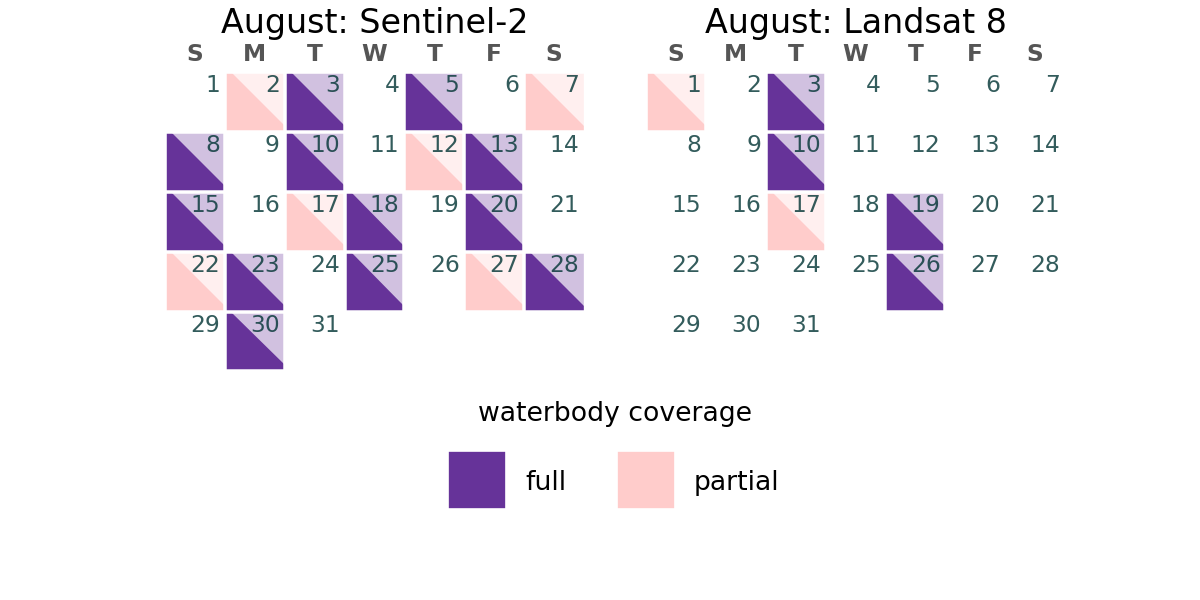 August: Sentinel-2
S M T W T F S
1 2 3 4 5 6 7
8 9 10 11 12 13 14
15 16 17 18 19 20 21
22 23 24 25 26 27 28
29 30 31
August: Landsat 8
S M T W T F S
1 2 3 4 5 6 7
8 9 10 11 12 13 14
15 16 17 18 19 20 21
22 23 24 25 26 27 28
29 30 31
waterbody coverage
full partial